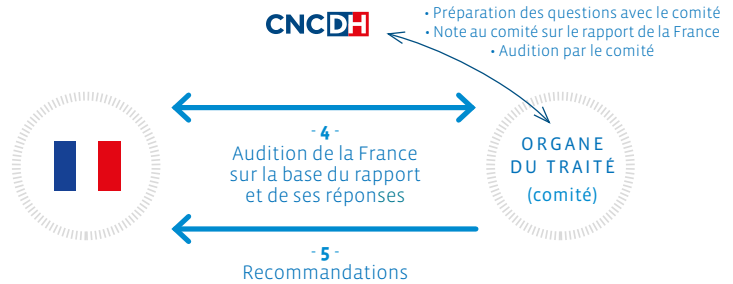 CNCDH
• Préparation des questions avec le comité
• Note au comité sur le rapport de la France
• Audition par le comité
- 4 -
Audition de la France
sur la base du rapport
et de ses réponses
ORGANE
DU TRAITÉ
(comité)
- 5 -
Recommandations